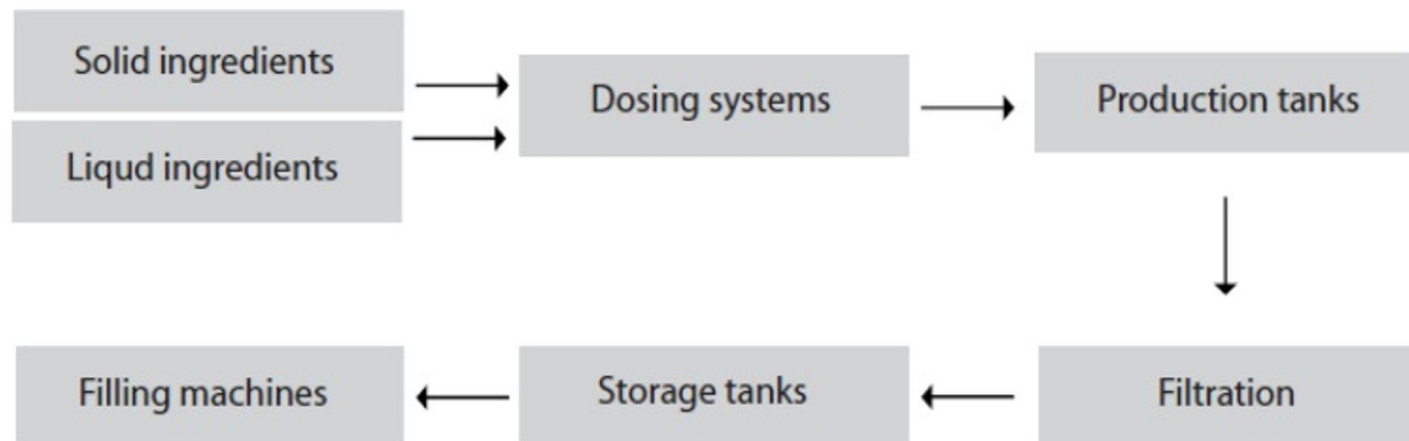 Solid ingredients
Liqud ingredients
Dosing systems
Production tanks
Filling machines
Storage tanks
Filtration